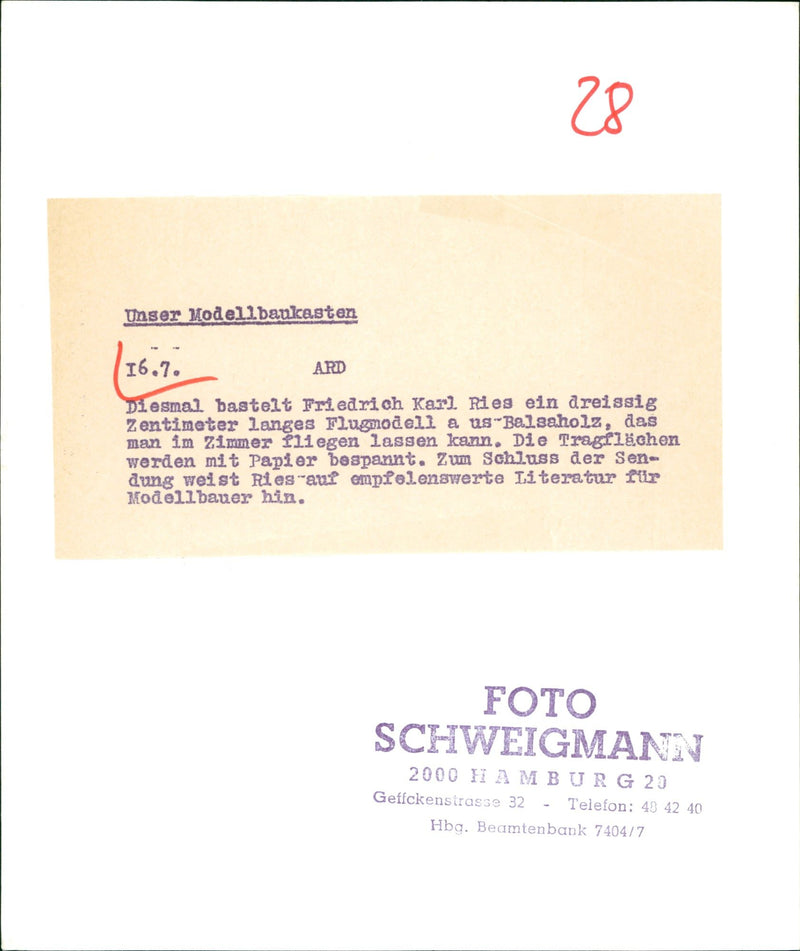 28
Unser Modellbaukasten
I6.7. ARD
Diesmal bastelt Friedrich Karl Ries ein dreissig
Zentimeter langes Flugmodell a us-Balsaholz, das
man im Zimmer fliegen lassen kann. Die Tragflächen
werden mit Papier bespannt. Zum Schluss der Sen-
dung weist Ries-auf empfelenswerte Literatur für
Modellbauer hin.
FOTO
SCHWEIGMANN
2000 HAMBURG 20
Geffckenstrasse 32 - Telefon: 48 42 40
Hbg. Beamtenbank 7404/7